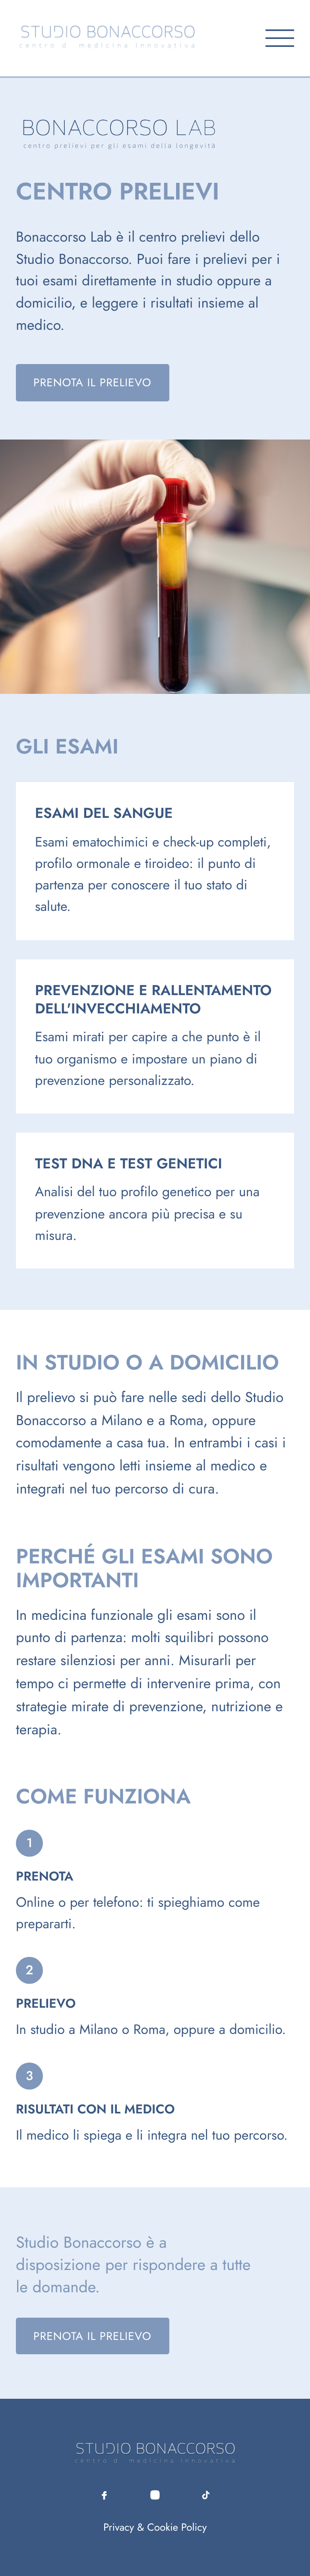 STUDIO BONACCORSO
centro d medicina innovativa
BONACCORSO LAB
centro prelievi per gli esami della longevità
CENTRO PRELIEVI
Bonaccorso Lab è il centro prelievi dello
Studio Bonaccorso. Puoi fare i prelievi per i
tuoi esami direttamente in studio oppure a
domicilio, e leggere i risultati insieme al
medico.
PRENOTA IL PRELIEVO
GLI ESAMI
ESAMI DEL SANGUE
Esami ematochimici e check-up completi,
profilo ormonale e tiroideo: il punto di
partenza per conoscere il tuo stato di
salute.
PREVENZIONE E RALLENTAMENTO
DELL'INVECCHIAMENTO
Esami mirati per capire a che punto è il
tuo organismo e impostare un piano di
prevenzione personalizzato.
TEST DNA E TEST GENETICI
Analisi del tuo profilo genetico per una
prevenzione ancora più precisa e su
misura.
IN STUDIO O A DOMICILIO
Il prelievo si può fare nelle sedi dello Studio
Bonaccorso a Milano e a Roma, oppure
comodamente a casa tua. In entrambi i casi i
risultati vengono letti insieme al medico e
integrati nel tuo percorso di cura.
PERCHÉ GLI ESAMI SONO
IMPORTANTI
In medicina funzionale gli esami sono il
punto di partenza: molti squilibri possono
restare silenziosi per anni. Misurarli per
tempo ci permette di intervenire prima, con
strategie mirate di prevenzione, nutrizione e
terapia.
COME FUNZIONA
1
PRENOTA
Online o per telefono: ti spieghiamo come
prepararti.
2
PRELIEVO
In studio a Milano o Roma, oppure a domicilio.
3
RISULTATI CON IL MEDICO
Il medico li spiega e li integra nel tuo percorso.
Studio Bonaccorso è a
disposizione per rispondere a tutte
le domande.
PRENOTA IL PRELIEVO
STUDIO BONACCORSO
centro d medicina innovativa
Privacy & Cookie Policy